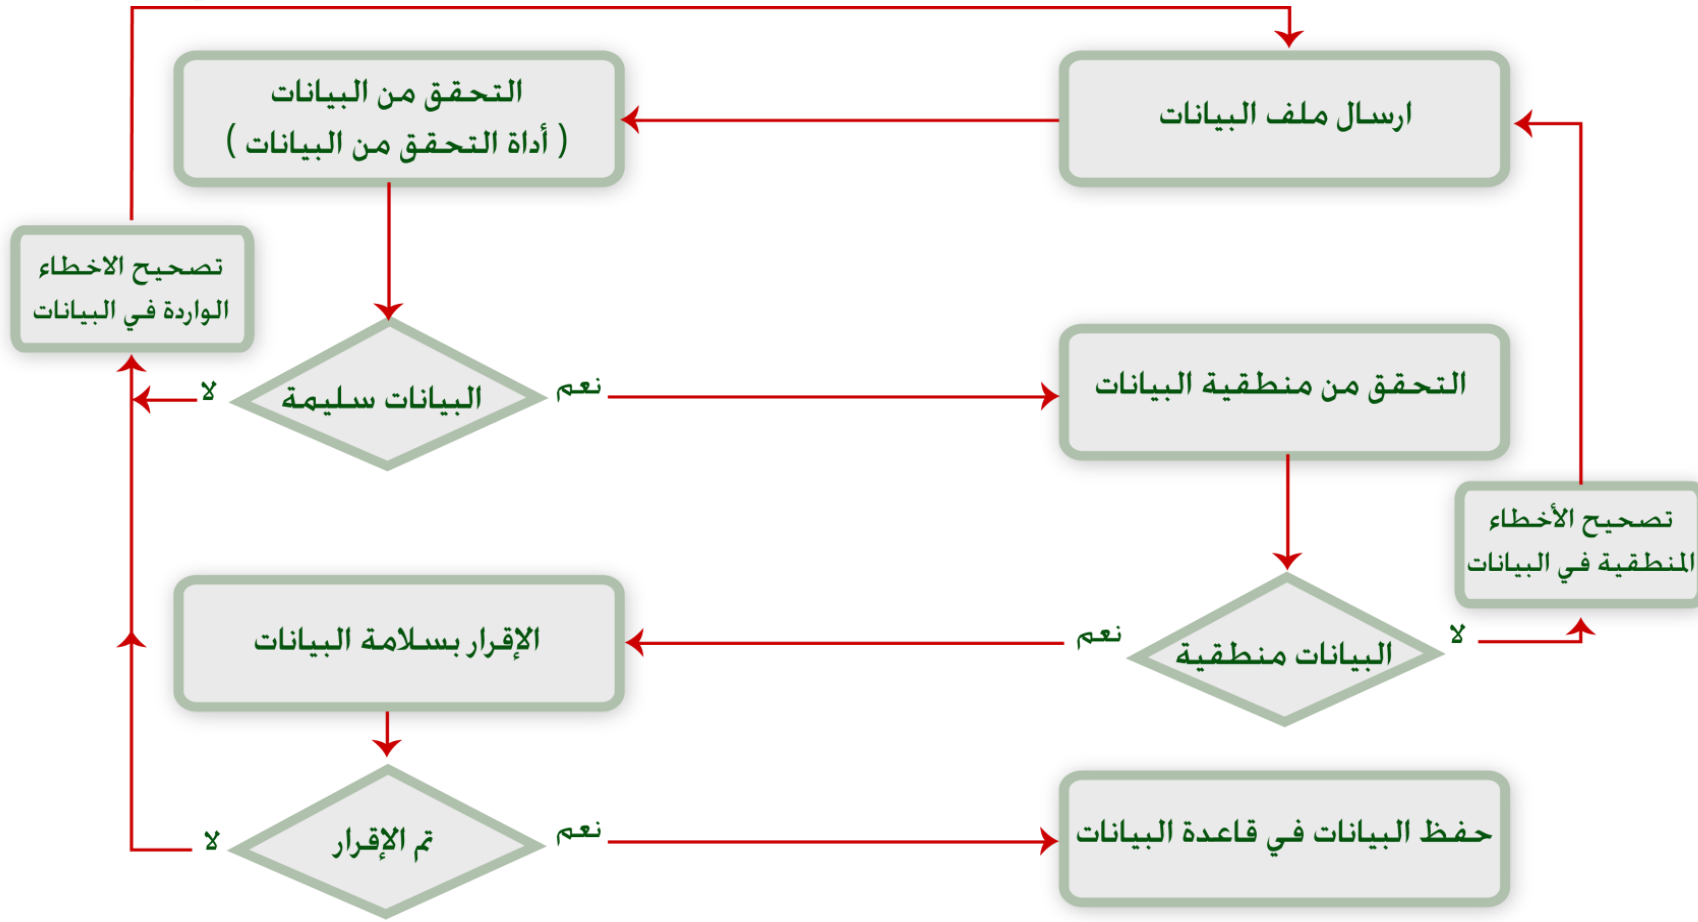 ارسال ملف البيانات
التحقق من البيانات
( أداة التحقق من البيانات )
تصحيح الاخطاء
الواردة في البيانات
البيانات سليمة
لا
نعم
التحقق من منطقية البيانات
تصحيح الأخطاء
المنطقية في البيانات
البيانات منطقية
لا
نعم
الإقرار بسلامة البيانات
تم الإقرار
لا
نعم
حفظ البيانات في قاعدة البيانات